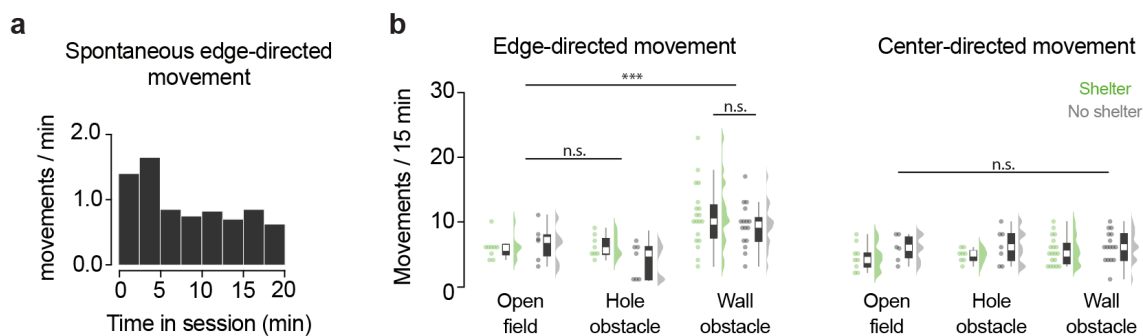 a
Spontaneous edge-directed
movement
movements / min
2.0
1.0
0.0
0 5 10 15 20
Time in session (min)
b
Edge-directed movement
Center-directed movement
Shelter
No shelter
Movements / 15 min
30
20
10
0
***
n.s.
n.s.
n.s.
Open
field
Hole
obstacle
Wall
obstacle
Open
field
Hole
obstacle
Wall
obstacle